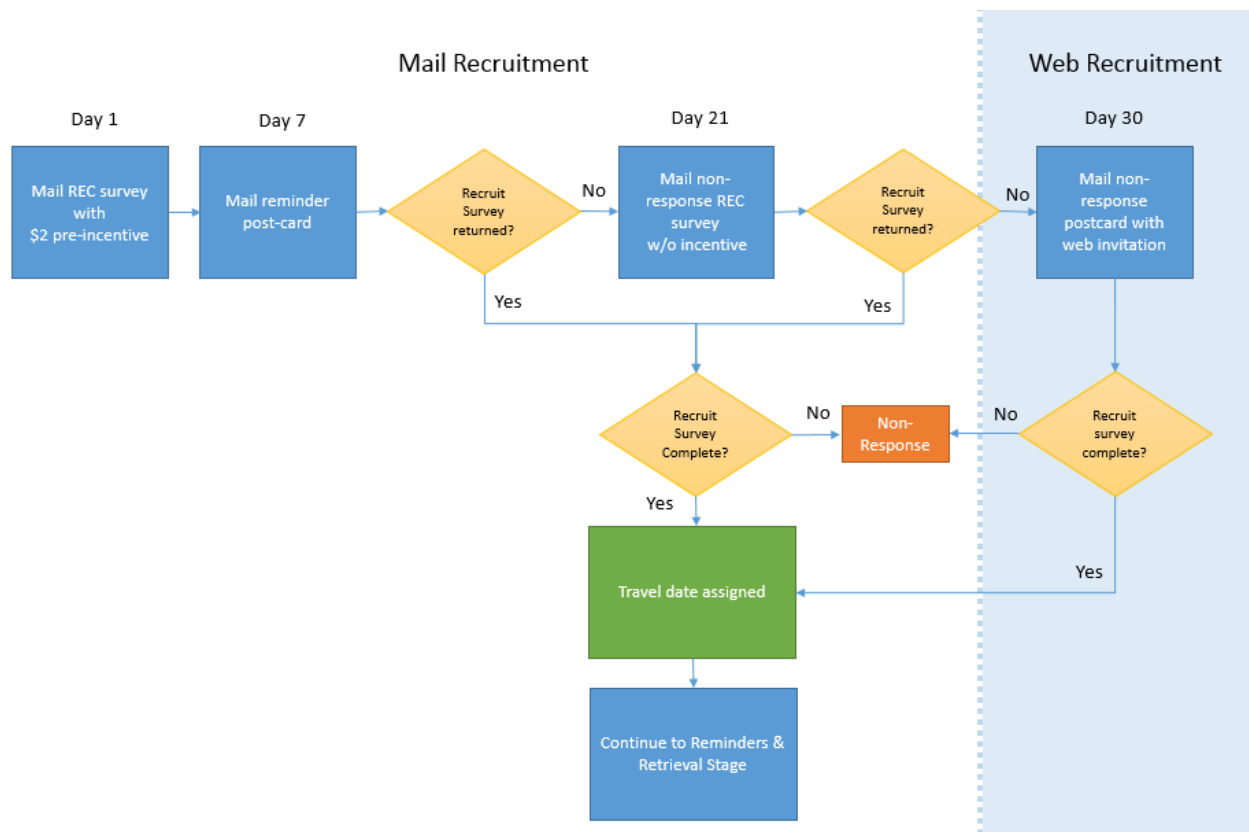 Mail Recruitment
Web Recruitment
Day 1
Day 7
Day 21
Day 30
Mail REC survey
with
$2 pre-incentive
Mail reminder
post-card
Recruit
Survey
returned?
No
Mail non-
response REC
survey
w/o incentive
Recruit
Survey
returned?
No
Mail non-
response
postcard with
web invitation
Yes
Yes
Recruit
Survey
Complete?
No
Non-
Response
No
Recruit
survey
complete?
Yes
Yes
Travel date assigned
Continue to Reminders &
Retrieval Stage